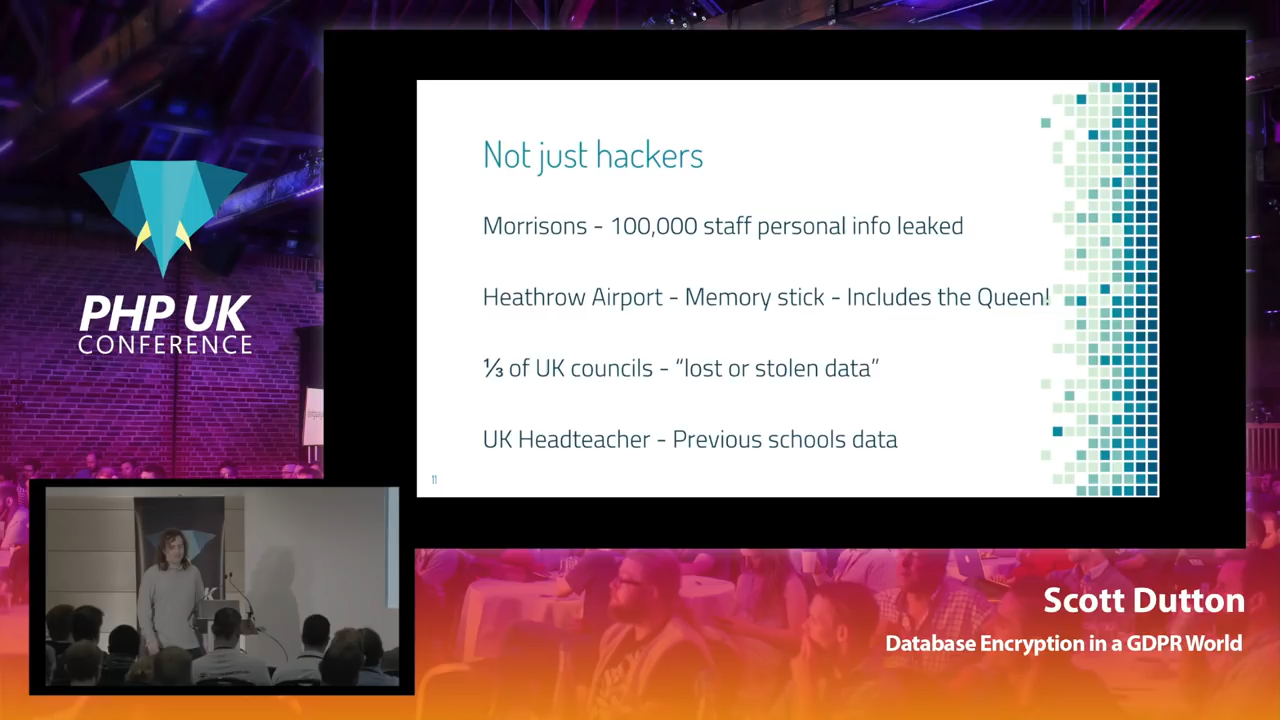 PHP UK
CONFERENCE
Not just hackers
Morrisons - 100,000 staff personal info leaked
Heathrow Airport - Memory stick - Includes the Queen!
⅓ of UK councils - “lost or stolen data”
UK Headteacher - Previous schools data
11
Scott Dutton
Database Encryption in a GDPR World